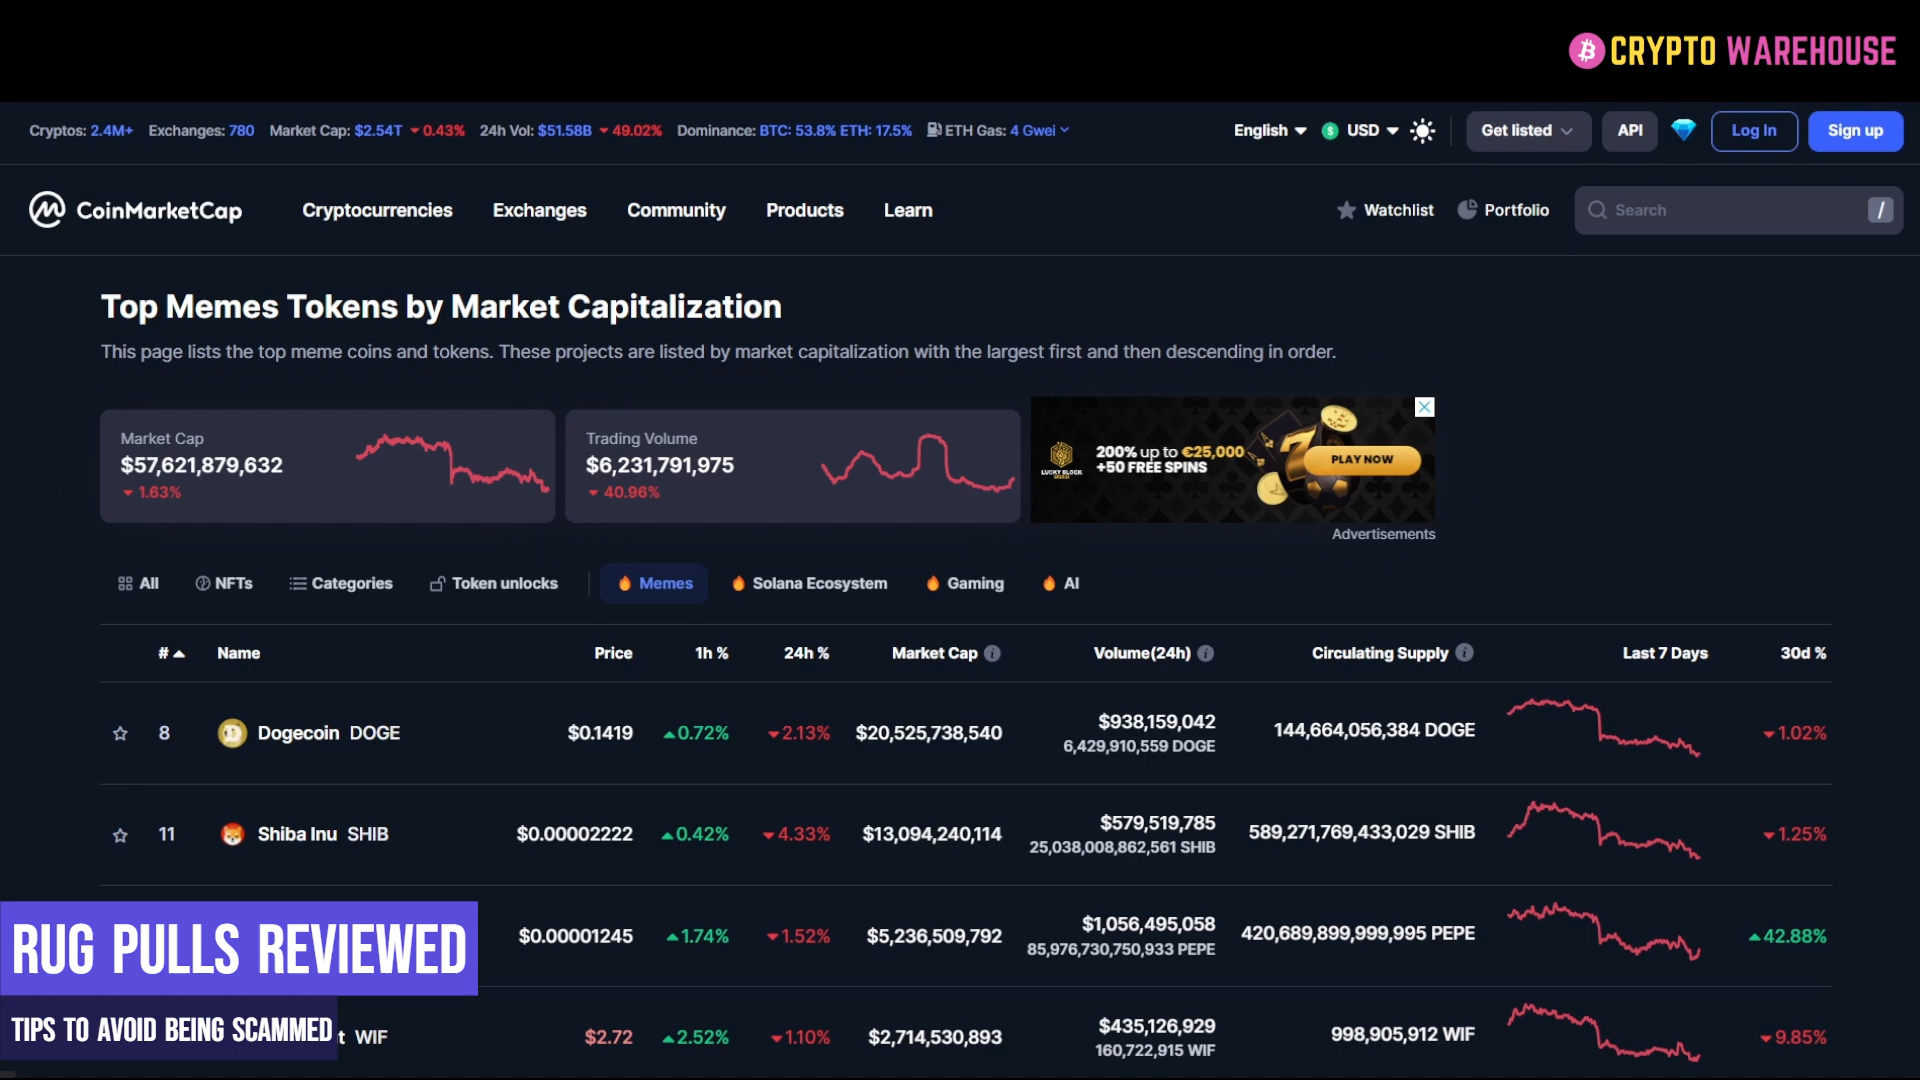 CRYPTO WAREHOUSE
Cryptos: 2.4M+ Exchanges: 780 Market Cap: $2.54T 0.43% 24h Vol: $51.58B 49.02% Dominance: BTC: 53.8% ETH: 17.5% ETH Gas: 4 Gwei English USD Get listed API Log In Sign up
CoinMarketCap Cryptocurrencies Exchanges Community Products Learn Watchlist Portfolio Search /
Top Memes Tokens by Market Capitalization
This page lists the top meme coins and tokens. These projects are listed by market capitalization with the largest first and then descending in order.
Market Cap
$57,621,879,632
1.63%
Trading Volume
$6,231,791,975
40.96%
LUCKY BLOCK
200% up to €25,000
+50 FREE SPINS
7
PLAY NOW
Advertisements
All NFTs Categories Token unlocks Memes Solana Ecosystem Gaming AI
# Name Price 1h % 24h % Market Cap Volume(24h) Circulating Supply Last 7 Days 30d %
8 Dogecoin DOGE $0.1419 0.72% 2.13% $20,525,738,540 $938,159,042 144,664,056,384 DOGE 1.02%
6,429,910,559 DOGE
11 Shiba Inu SHIB $0.00002222 0.42% 4.33% $13,094,240,114 $579,519,785 589,271,769,433,029 SHIB 1.25%
25,038,008,862,561 SHIB
$0.00001245 1.74% 1.52% $5,236,509,792 $1,056,495,058 420,689,899,999,995 PEPE 42.88%
85,976,730,750,933 PEPE
t WIF $2.72 2.52% 1.10% $2,714,530,893 $435,126,929 998,905,912 WIF 9.85%
160,722,915 WIF
RUG PULLS REVIEWED
TIPS TO AVOID BEING SCAMMED